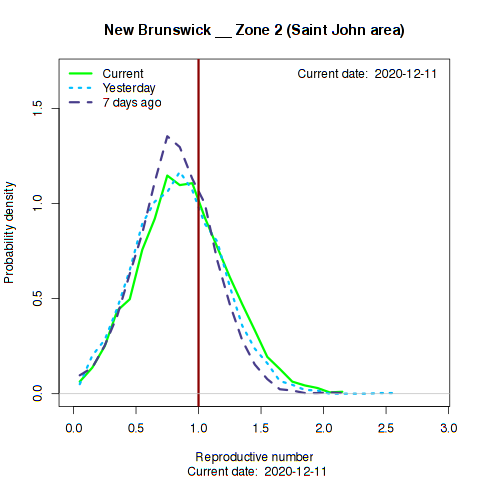 New Brunswick __ Zone 2 (Saint John area)
Current
Yesterday
7 days ago
Current date:  2020-12-11
Probability density
0.0
0.5
1.0
1.5
0.0
0.5
1.0
1.5
2.0
2.5
3.0
Reproductive number
Current date:  2020-12-11